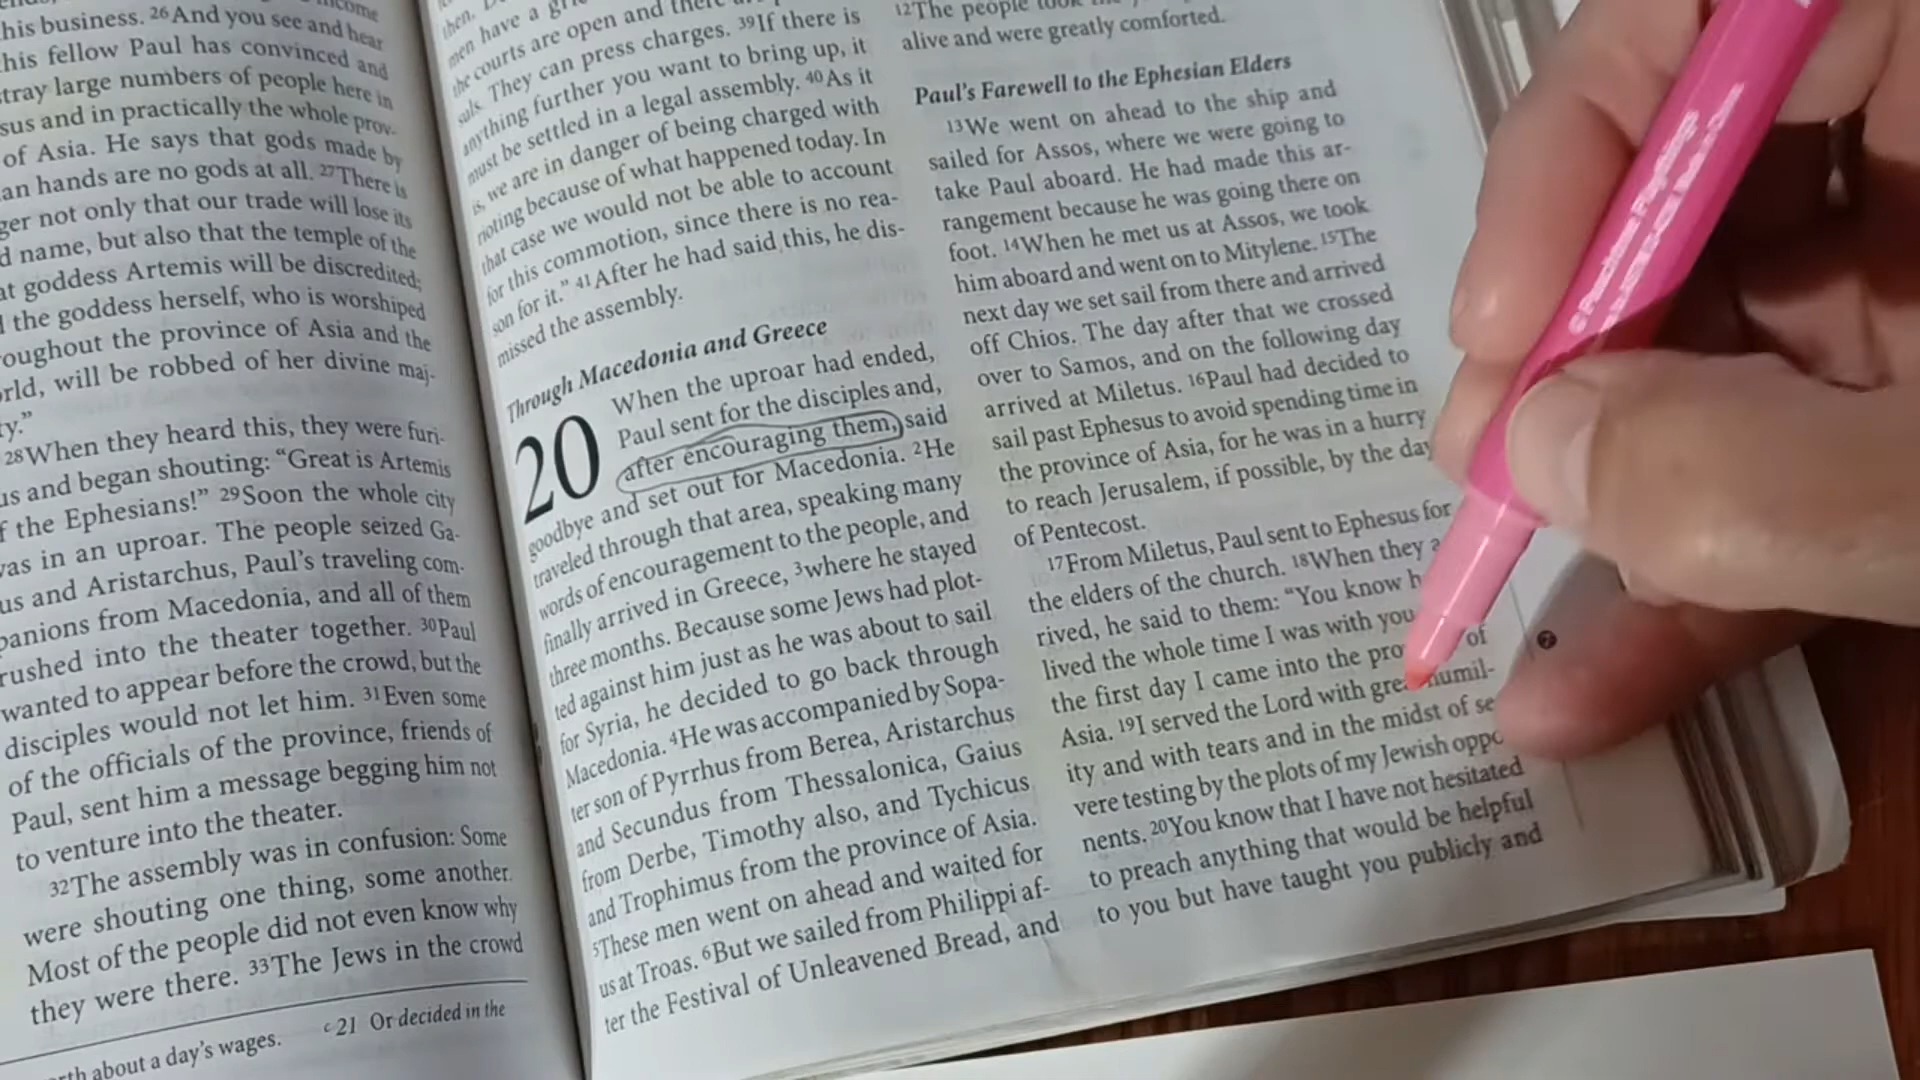 his business. 26And you see and hear
his fellow Paul has convinced and
tray large numbers of people here in
sus and in practically the whole prov-
of Asia. He says that gods made by
an hands are no gods at all. 27There is
ger not only that our trade will lose its
d name, but also that the temple of the
at goddess Artemis will be discredited;
the goddess herself, who is worshiped
oughout the province of Asia and the
orld, will be robbed of her divine maj-
ty.”
28When they heard this, they were furi-
us and began shouting: “Great is Artemis
f the Ephesians!” 29Soon the whole city
was in an uproar. The people seized Ga-
us and Aristarchus, Paul’s traveling com-
panions from Macedonia, and all of them
rushed into the theater together. 30Paul
wanted to appear before the crowd, but the
disciples would not let him. 31Even some
of the officials of the province, friends of
Paul, sent him a message begging him not
to venture into the theater.
32The assembly was in confusion: Some
were shouting one thing, some another.
Most of the people did not even know why
they were there. 33The Jews in the crowd
rth about a day’s wages. c21 Or decided in the
men have a
the courts are open and there
suls. They can press charges. 39If there is
anything further you want to bring up, it
must be settled in a legal assembly. 40As it
is, we are in danger of being charged with
rioting because of what happened today. In
that case we would not be able to account
for this commotion, since there is no rea-
son for it.” 41After he had said this, he dis-
missed the assembly.
Through Macedonia and Greece
20 When the uproar had ended,
Paul sent for the disciples and,
after encouraging them, said
goodbye and set out for Macedonia. 2He
traveled through that area, speaking many
words of encouragement to the people, and
finally arrived in Greece, 3where he stayed
three months. Because some Jews had plot-
ted against him just as he was about to sail
for Syria, he decided to go back through
Macedonia. 4He was accompanied by Sopa-
ter son of Pyrrhus from Berea, Aristarchus
and Secundus from Thessalonica, Gaius
from Derbe, Timothy also, and Tychicus
and Trophimus from the province of Asia.
5These men went on ahead and waited for
us at Troas. 6But we sailed from Philippi af-
ter the Festival of Unleavened Bread, and
12The people took
alive and were greatly comforted.
Paul’s Farewell to the Ephesian Elders
13We went on ahead to the ship and
sailed for Assos, where we were going to
take Paul aboard. He had made this ar-
rangement because he was going there on
foot. 14When he met us at Assos, we took
him aboard and went on to Mitylene. 15The
next day we set sail from there and arrived
off Chios. The day after that we crossed
over to Samos, and on the following day
arrived at Miletus. 16Paul had decided to
sail past Ephesus to avoid spending time in
the province of Asia, for he was in a hurry
to reach Jerusalem, if possible, by the day
of Pentecost.
17From Miletus, Paul sent to Ephesus for
the elders of the church. 18When they a
rived, he said to them: “You know h
lived the whole time I was with you
the first day I came into the pro of
Asia. 19I served the Lord with grea humil-
ity and with tears and in the midst of se
vere testing by the plots of my Jewish oppo
nents. 20You know that I have not hesitated
to preach anything that would be helpful
to you but have taught you publicly and